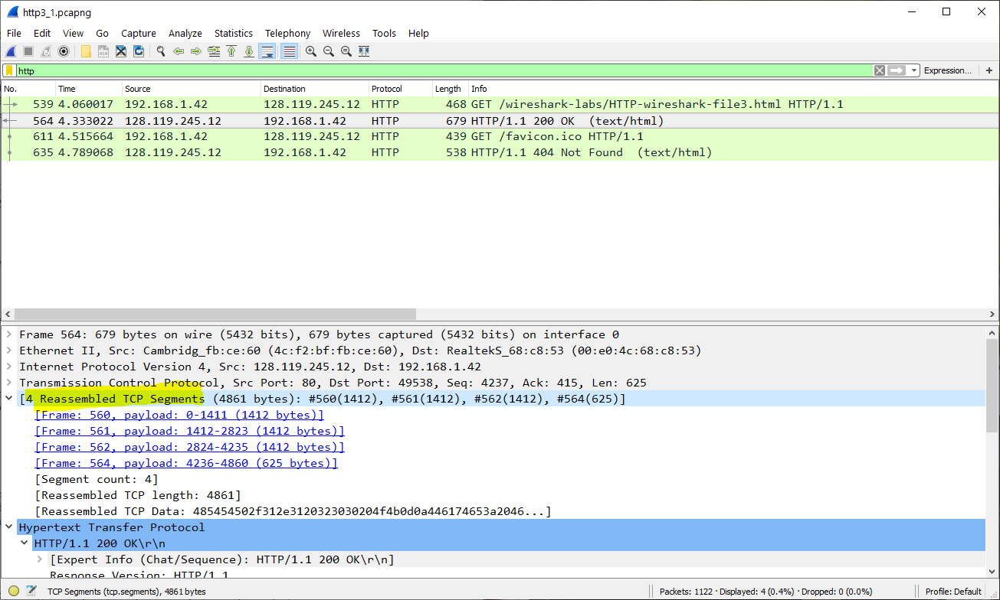 http3_1.pcapng
File Edit View Go Capture Analyze Statistics Telephony Wireless Tools Help
http Expression... +
No. Time Source Destination Protocol Length Info
539 4.060017 192.168.1.42 128.119.245.12 HTTP 468 GET /wireshark-labs/HTTP-wireshark-file3.html HTTP/1.1
564 4.333022 128.119.245.12 192.168.1.42 HTTP 679 HTTP/1.1 200 OK (text/html)
611 4.515664 192.168.1.42 128.119.245.12 HTTP 439 GET /favicon.ico HTTP/1.1
635 4.789068 128.119.245.12 192.168.1.42 HTTP 538 HTTP/1.1 404 Not Found (text/html)
Frame 564: 679 bytes on wire (5432 bits), 679 bytes captured (5432 bits) on interface 0
Ethernet II, Src: Cambridg_fb:ce:60 (4c:f2:bf:fb:ce:60), Dst: RealtekS_68:c8:53 (00:e0:4c:68:c8:53)
Internet Protocol Version 4, Src: 128.119.245.12, Dst: 192.168.1.42
Transmission Control Protocol, Src Port: 80, Dst Port: 49538, Seq: 4237, Ack: 415, Len: 625
[4 Reassembled TCP Segments (4861 bytes): #560(1412), #561(1412), #562(1412), #564(625)]
[Frame: 560, payload: 0-1411 (1412 bytes)]
[Frame: 561, payload: 1412-2823 (1412 bytes)]
[Frame: 562, payload: 2824-4235 (1412 bytes)]
[Frame: 564, payload: 4236-4860 (625 bytes)]
[Segment count: 4]
[Reassembled TCP length: 4861]
[Reassembled TCP Data: 485454502f312e3120323030204f4b0d0a446174653a2046...]
Hypertext Transfer Protocol
HTTP/1.1 200 OK\r\n
[Expert Info (Chat/Sequence): HTTP/1.1 200 OK\r\n]
Response Version: HTTP/1.1
TCP Segments (tcp.segments), 4861 bytes Packets: 1122 · Displayed: 4 (0.4%) · Dropped: 0 (0.0%) Profile: Default